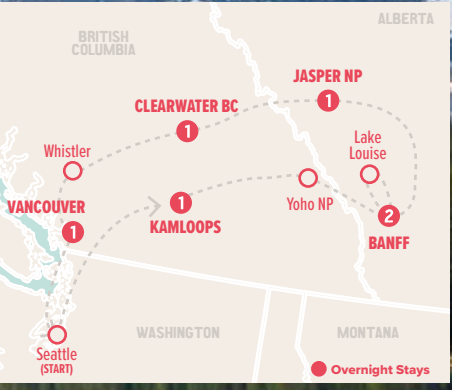 ALBERTA
BRITISH
COLUMBIA
JASPER NP
1
CLEARWATER BC
1
Lake
Louise
Whistler
Yoho NP
VANCOUVER
1
1
KAMLOOPS
2
BANFF
WASHINGTON
MONTANA
Seattle
(START)
Overnight Stays